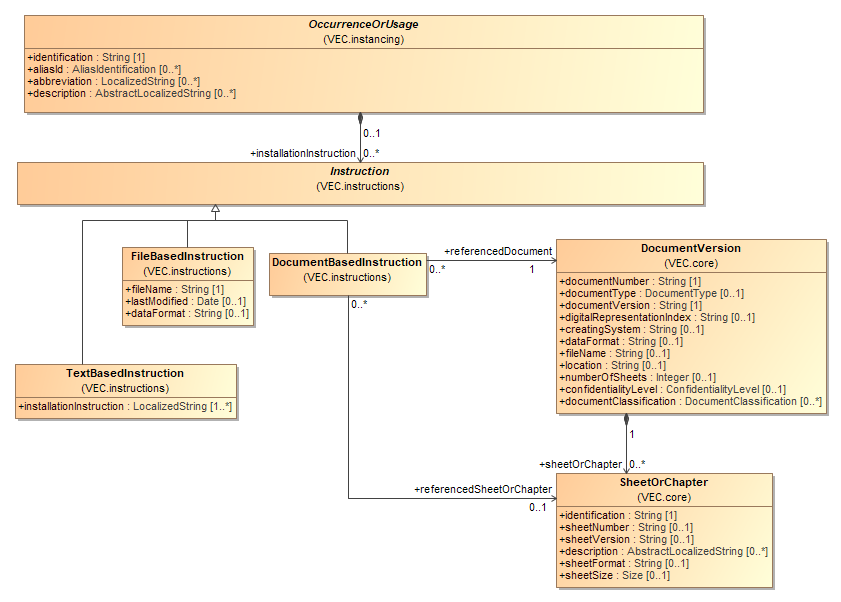 OccurrenceOrUsage
(VEC.instancing)
+identification : String [1]
+aliasId : AliasIdentification [0..*]
+abbreviation : LocalizedString [0..*]
+description : AbstractLocalizedString [0..*]
0..1
+installationInstruction
0..*
Instruction
(VEC.instructions)
FileBasedInstruction
(VEC.instructions)
+fileName : String [1]
+lastModified : Date [0..1]
+dataFormat : String [0..1]
DocumentBasedInstruction
(VEC.instructions)
+referencedDocument
0..*
1
0..*
DocumentVersion
(VEC.core)
+documentNumber : String [1]
+documentType : DocumentType [0..1]
+documentVersion : String [1]
+digitalRepresentationIndex : String [0..1]
+creatingSystem : String [0..1]
+dataFormat : String [0..1]
+fileName : String [0..1]
+location : String [0..1]
+numberOfSheets : Integer [0..1]
+confidentialityLevel : ConfidentialityLevel [0..1]
+documentClassification : DocumentClassification [0..*]
TextBasedInstruction
(VEC.instructions)
+installationInstruction : LocalizedString [1..*]
1
+sheetOrChapter
0..*
+referencedSheetOrChapter
0..1
SheetOrChapter
(VEC.core)
+identification : String [1]
+sheetNumber : String [0..1]
+sheetVersion : String [0..1]
+description : AbstractLocalizedString [0..*]
+sheetFormat : String [0..1]
+sheetSize : Size [0..1]